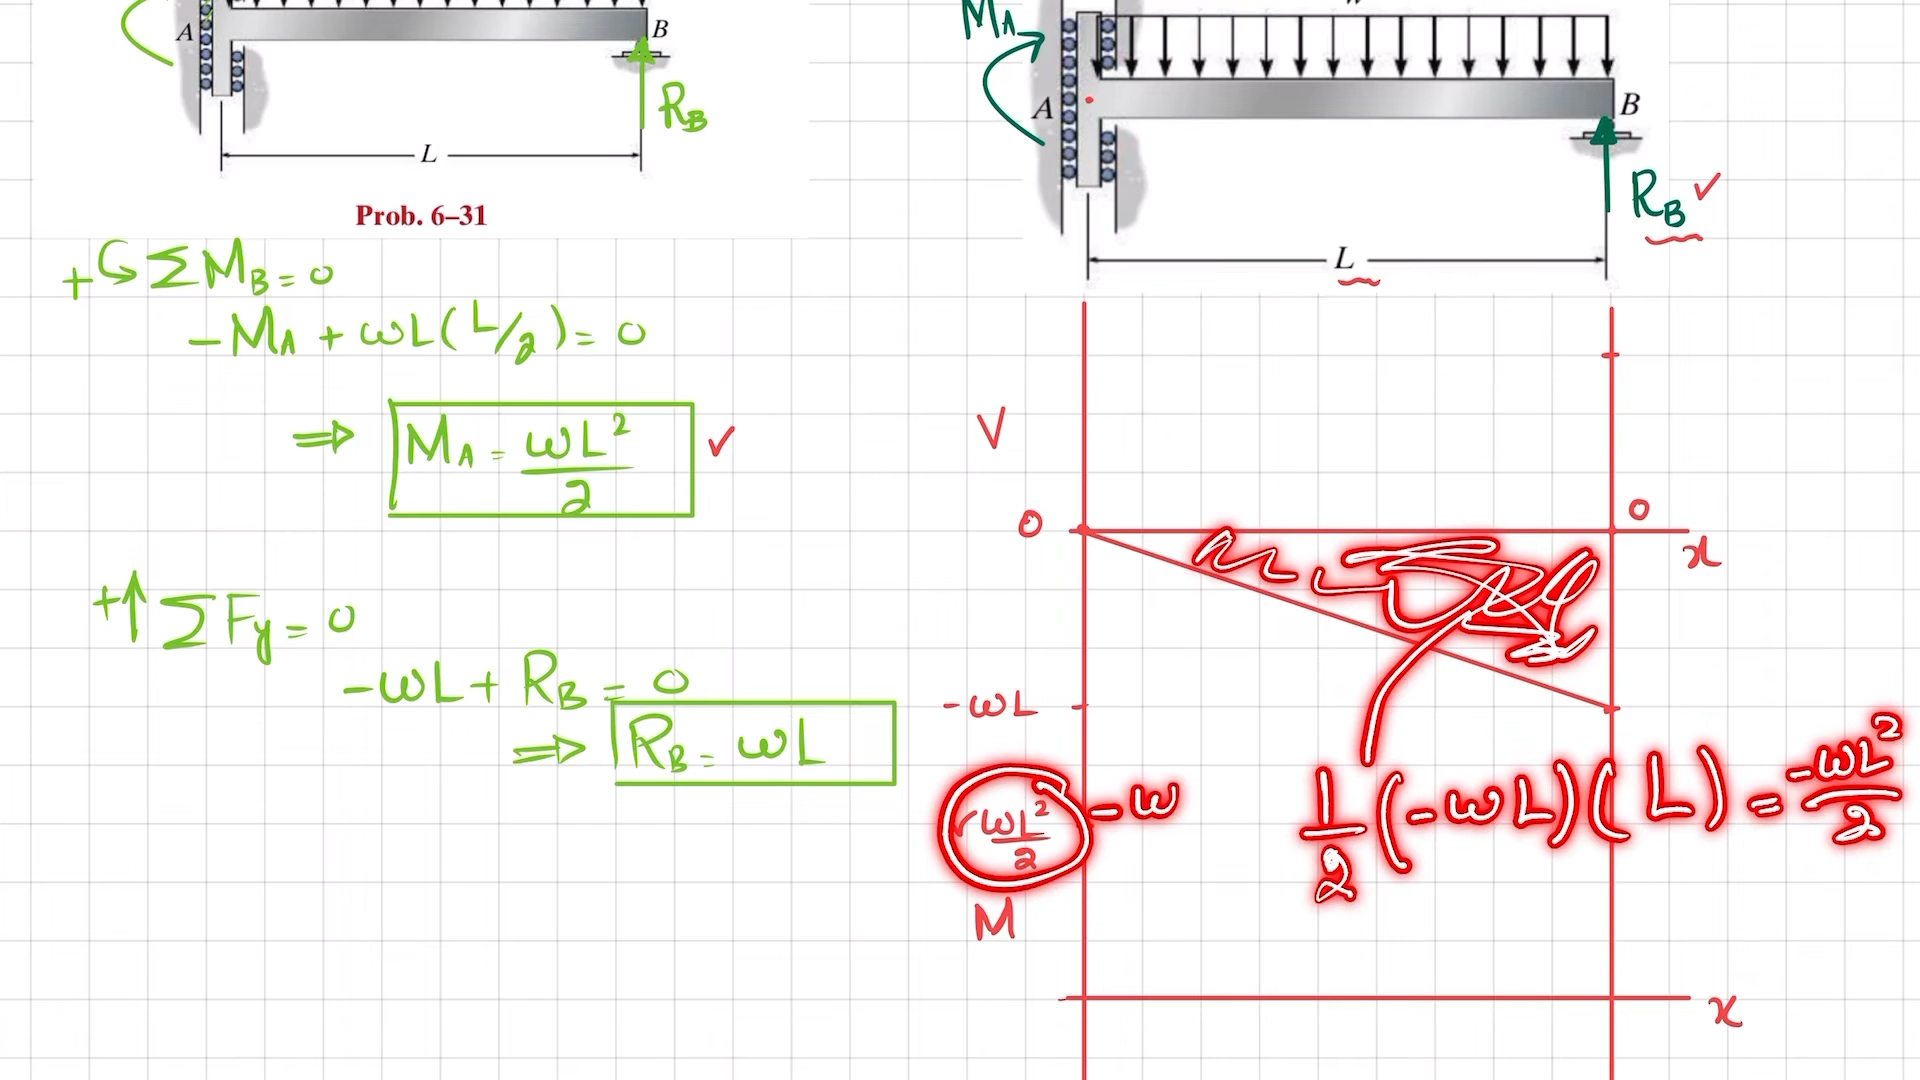 A
B
R_B
L
Prob. 6–31
+ ΣM_B = 0
-M_A + ωL(L/2) = 0
⇒ M_A = ωL²/2 ✓
+↑ ΣF_y = 0
-ωL + R_B = 0
⇒ R_B = ωL
M_A
A
B
R_B ✓
L
V
0
0
x
-ωL
ωL²/2
-w
1/2 (-ωL)(L) = -ωL²/2
M
x